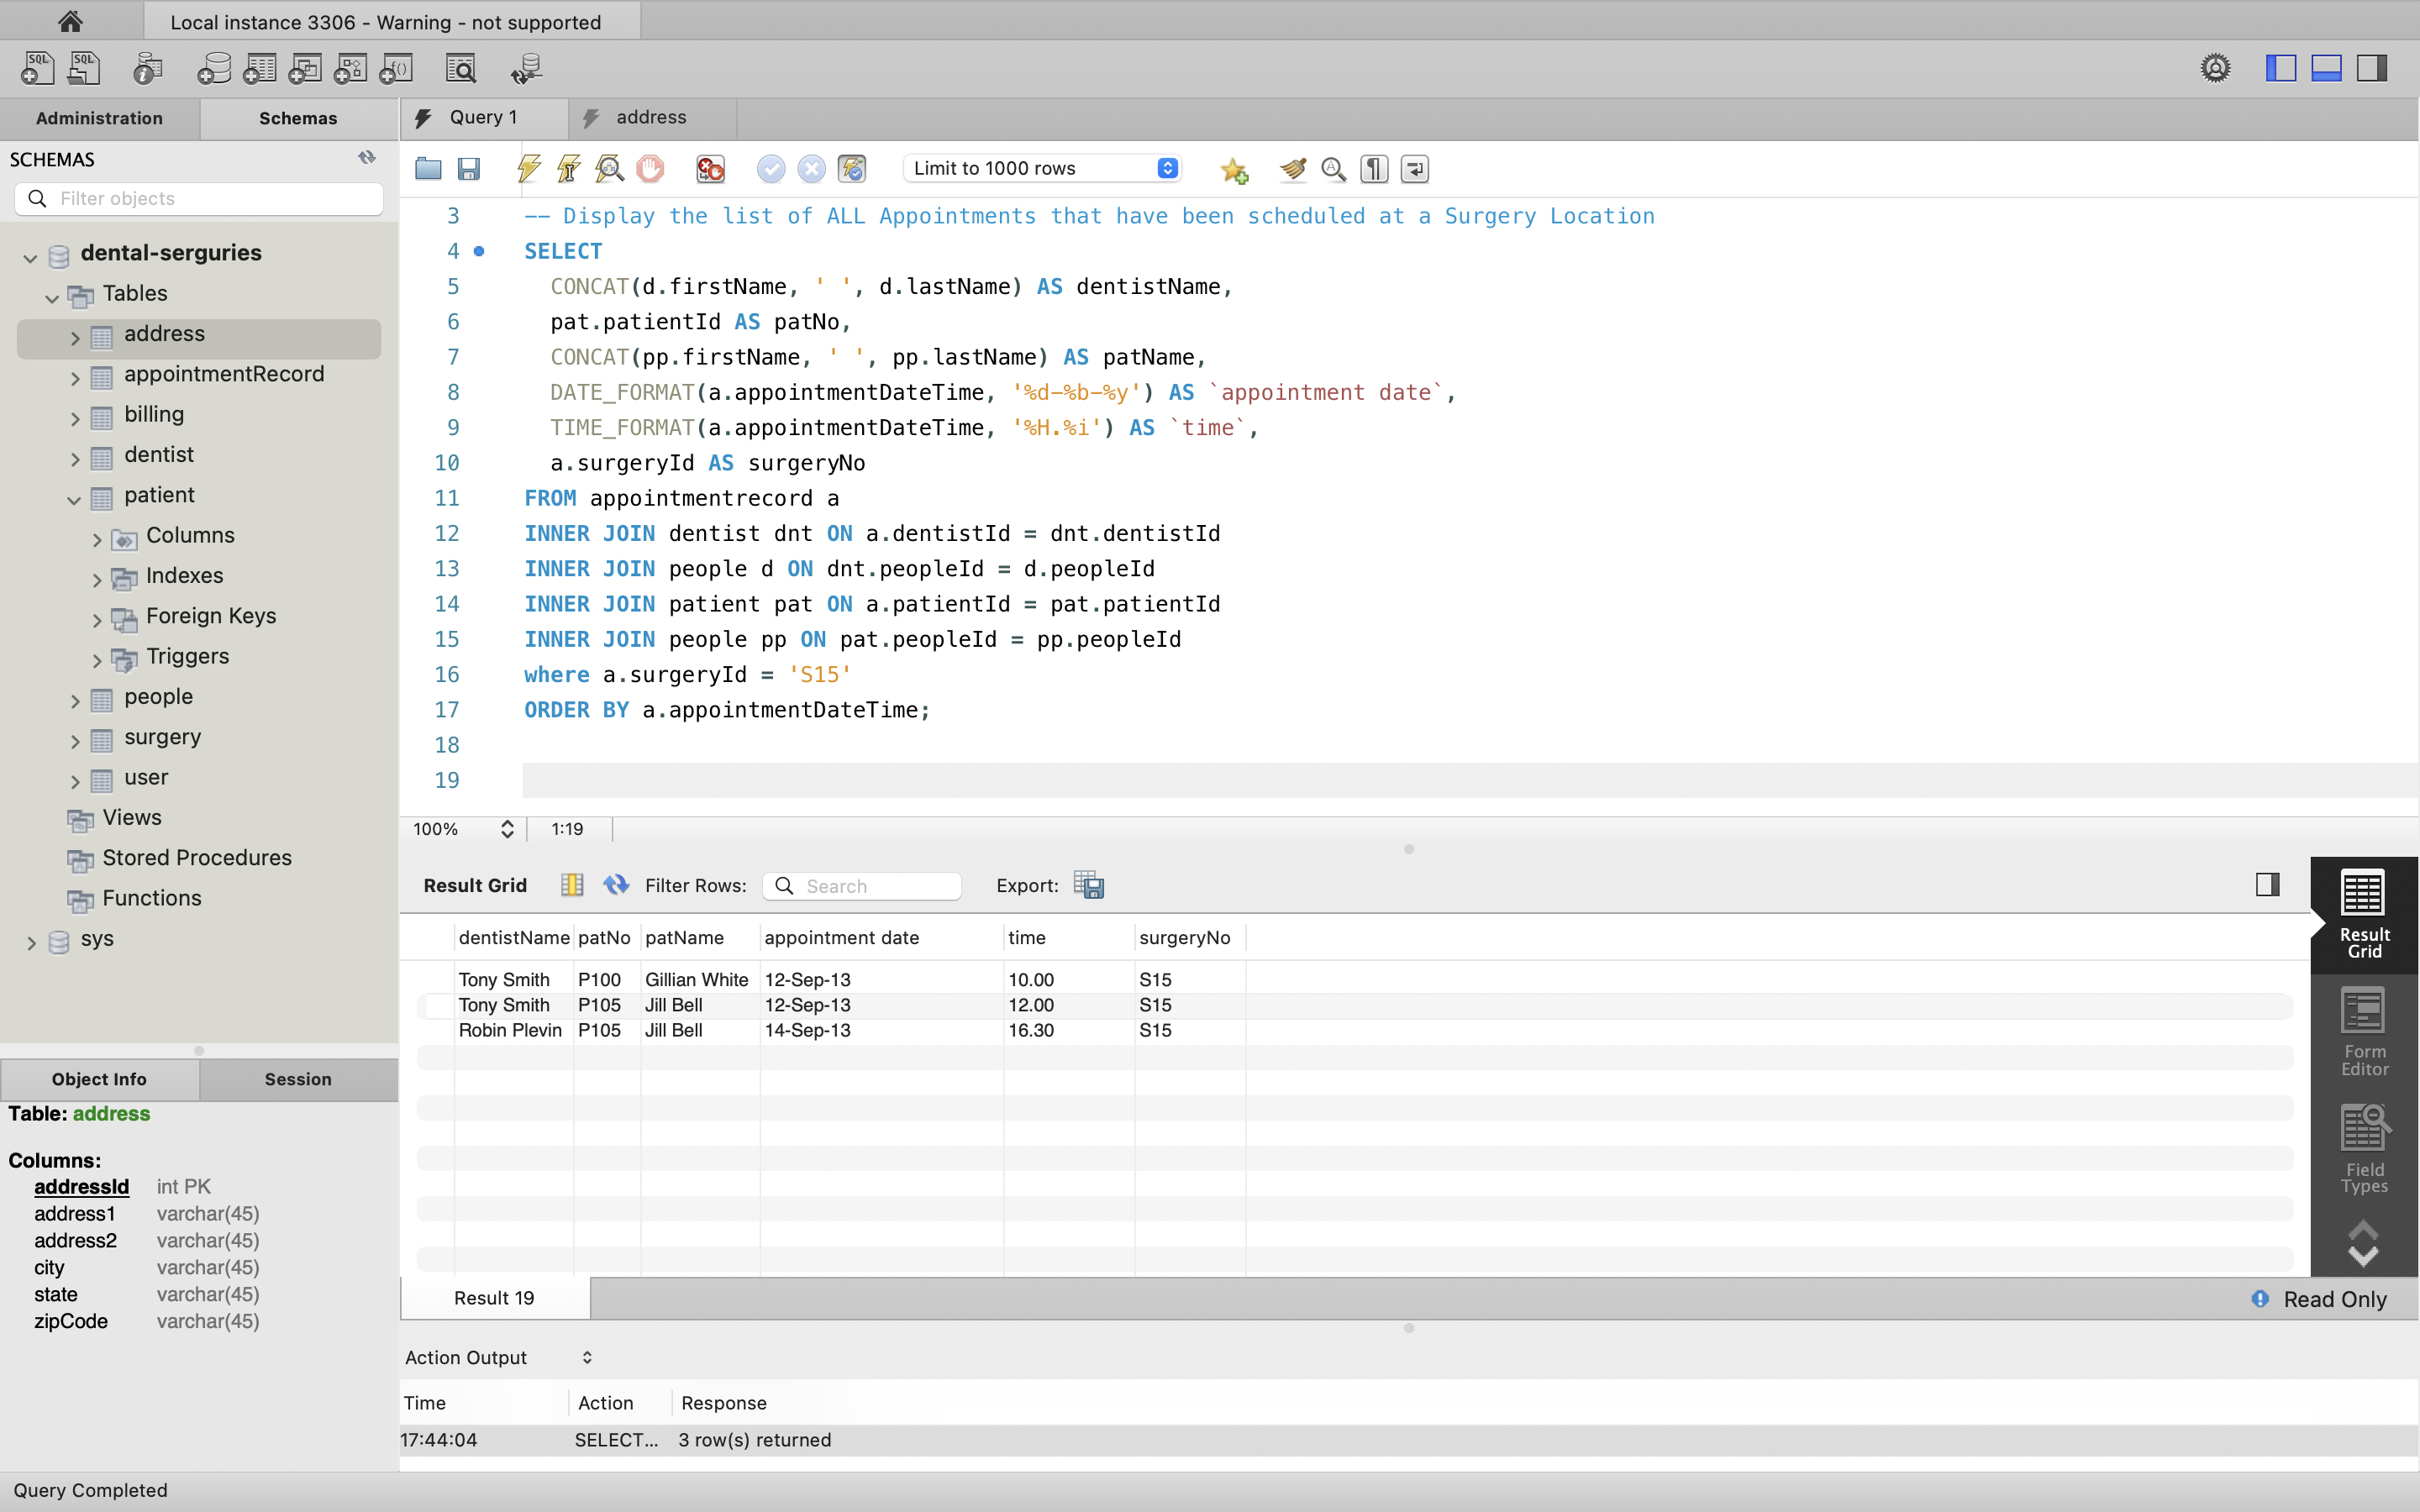 Local instance 3306 - Warning - not supported
SQL SQL
Administration Schemas
SCHEMAS
Filter objects
dental-serguries
Tables
address
appointmentRecord
billing
dentist
patient
Columns
Indexes
Foreign Keys
Triggers
people
surgery
user
Views
Stored Procedures
Functions
sys
Object Info Session
Table: address
Columns:
addressId int PK
address1 varchar(45)
address2 varchar(45)
city varchar(45)
state varchar(45)
zipCode varchar(45)
Query 1 address
Limit to 1000 rows
3 -- Display the list of ALL Appointments that have been scheduled at a Surgery Location
4 SELECT
5 CONCAT(d.firstName, ' ', d.lastName) AS dentistName,
6 pat.patientId AS patNo,
7 CONCAT(pp.firstName, ' ', pp.lastName) AS patName,
8 DATE_FORMAT(a.appointmentDateTime, '%d-%b-%y') AS `appointment date`,
9 TIME_FORMAT(a.appointmentDateTime, '%H.%i') AS `time`,
10 a.surgeryId AS surgeryNo
11 FROM appointmentrecord a
12 INNER JOIN dentist dnt ON a.dentistId = dnt.dentistId
13 INNER JOIN people d ON dnt.peopleId = d.peopleId
14 INNER JOIN patient pat ON a.patientId = pat.patientId
15 INNER JOIN people pp ON pat.peopleId = pp.peopleId
16 where a.surgeryId = 'S15'
17 ORDER BY a.appointmentDateTime;
18
19
100% 1:19
Result Grid Filter Rows: Search Export:
dentistName patNo patName appointment date time surgeryNo
Tony Smith P100 Gillian White 12-Sep-13 10.00 S15
Tony Smith P105 Jill Bell 12-Sep-13 12.00 S15
Robin Plevin P105 Jill Bell 14-Sep-13 16.30 S15
Result
Grid
Form
Editor
Field
Types
Result 19 Read Only
Action Output
Time Action Response
17:44:04 SELECT... 3 row(s) returned
Query Completed